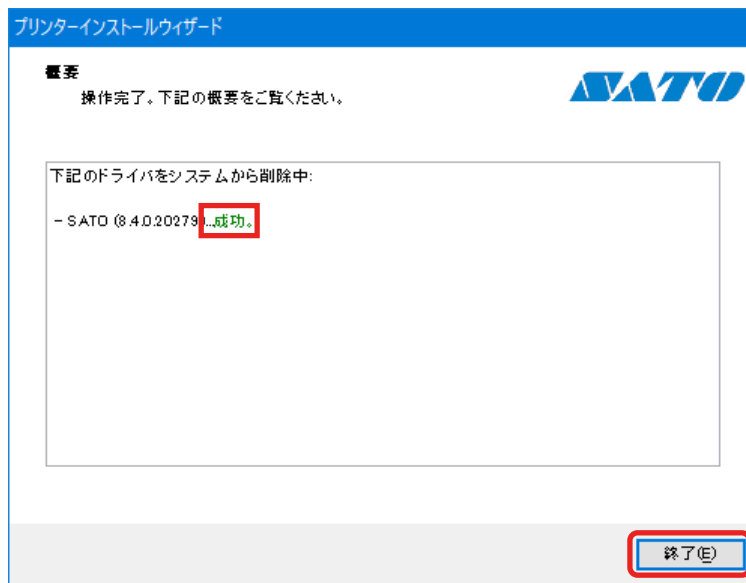 プリンターインストールウィザード
概要
操作完了。下記の概要をご覧ください。
SATO
下記のドライバをシステムから削除中:
- SATO (8.4.0.20279)...成功。
終了(E)